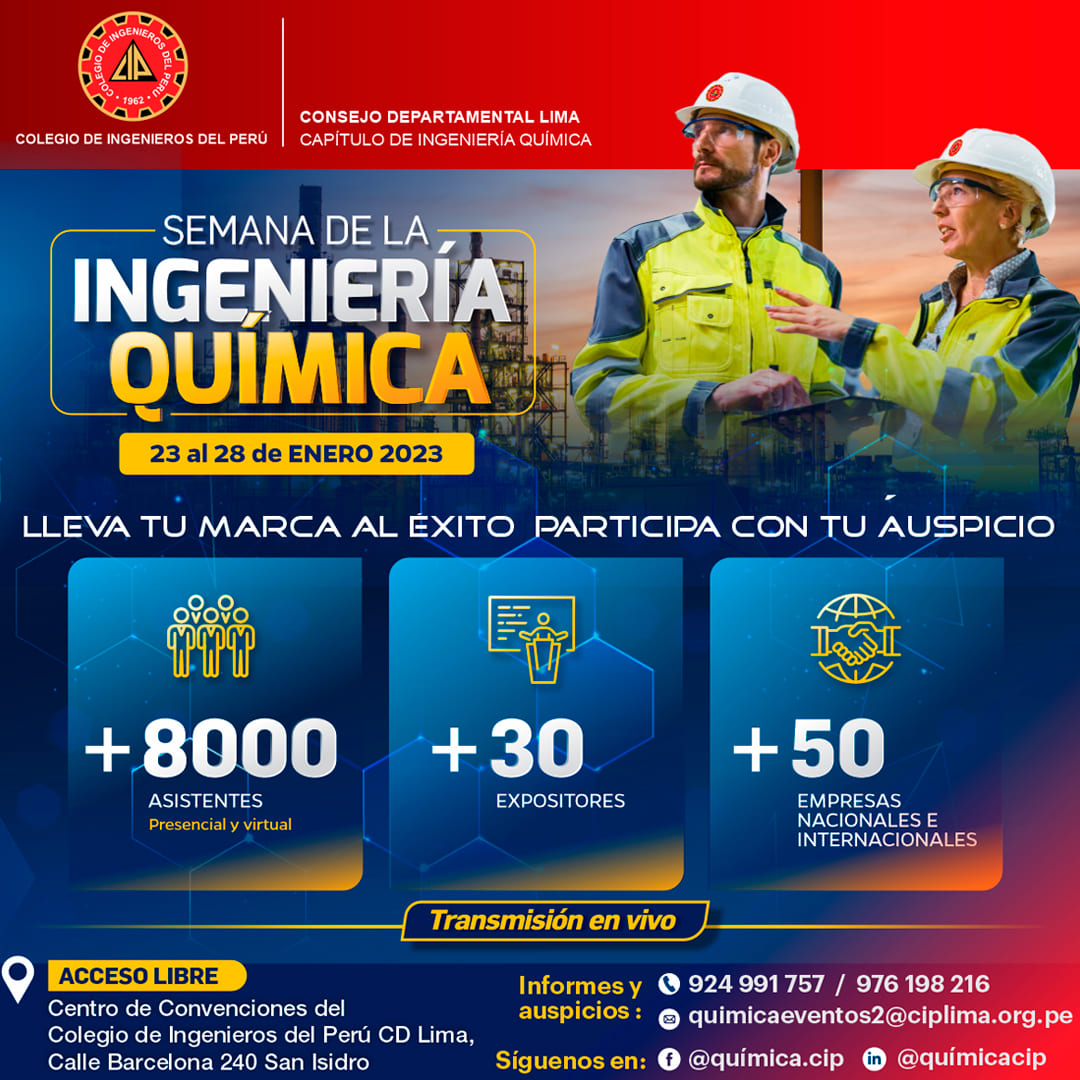 COLEGIO DE INGENIEROS DEL PERU
CIP
1962
COLEGIO DE INGENIEROS DEL PERÚ
CONSEJO DEPARTAMENTAL LIMA
CAPÍTULO DE INGENIERÍA QUÍMICA
SEMANA DE LA
INGENIERÍA
QUÍMICA
23 al 28 de ENERO 2023
LLEVA TU MARCA AL ÉXITO PARTICIPA CON TU ÁUSPICIO
+8000
ASISTENTES
Presencial y virtual
+30
EXPOSITORES
+50
EMPRESAS
NACIONALES E
INTERNACIONALES
Transmisión en vivo
ACCESO LIBRE
Centro de Convenciones del
Colegio de Ingenieros del Perú CD Lima,
Calle Barcelona 240 San Isidro
Informes y
auspicios :
924 991 757 / 976 198 216
quimicaeventos2@ciplima.org.pe
Síguenos en: @química.cip @químicacip